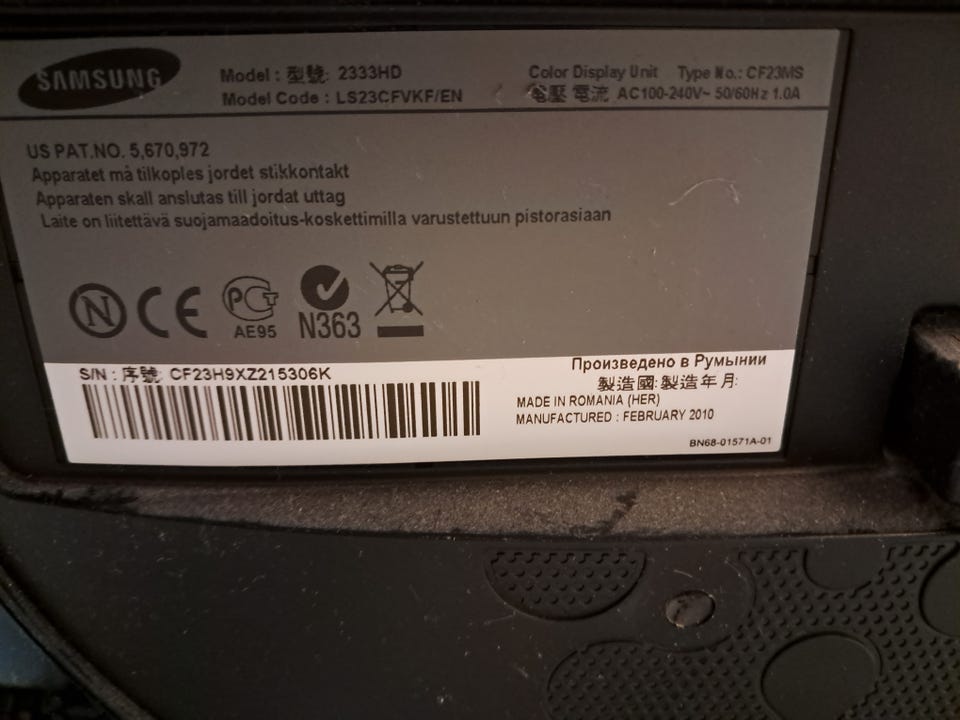 SAMSUNG
Model : 型號: 2333HD
Model Code : LS23CFVKF/EN
Color Display Unit Type No.: CF23MS
電壓 電流 AC100-240V~ 50/60Hz 1.0A
US PAT.NO. 5,670,972
Apparatet må tilkoples jordet stikkontakt
Apparaten skall anslutas till jordat uttag
Laite on liitettävä suojamaadoitus-koskettimilla varustettuun pistorasiaan
N CE PCT
AE95 N363
S/N : 序號: CF23H9XZ215306K
Произведено в Румынии
製造國: 製造年月:
MADE IN ROMANIA (HER)
MANUFACTURED : FEBRUARY 2010
BN68-01571A-01